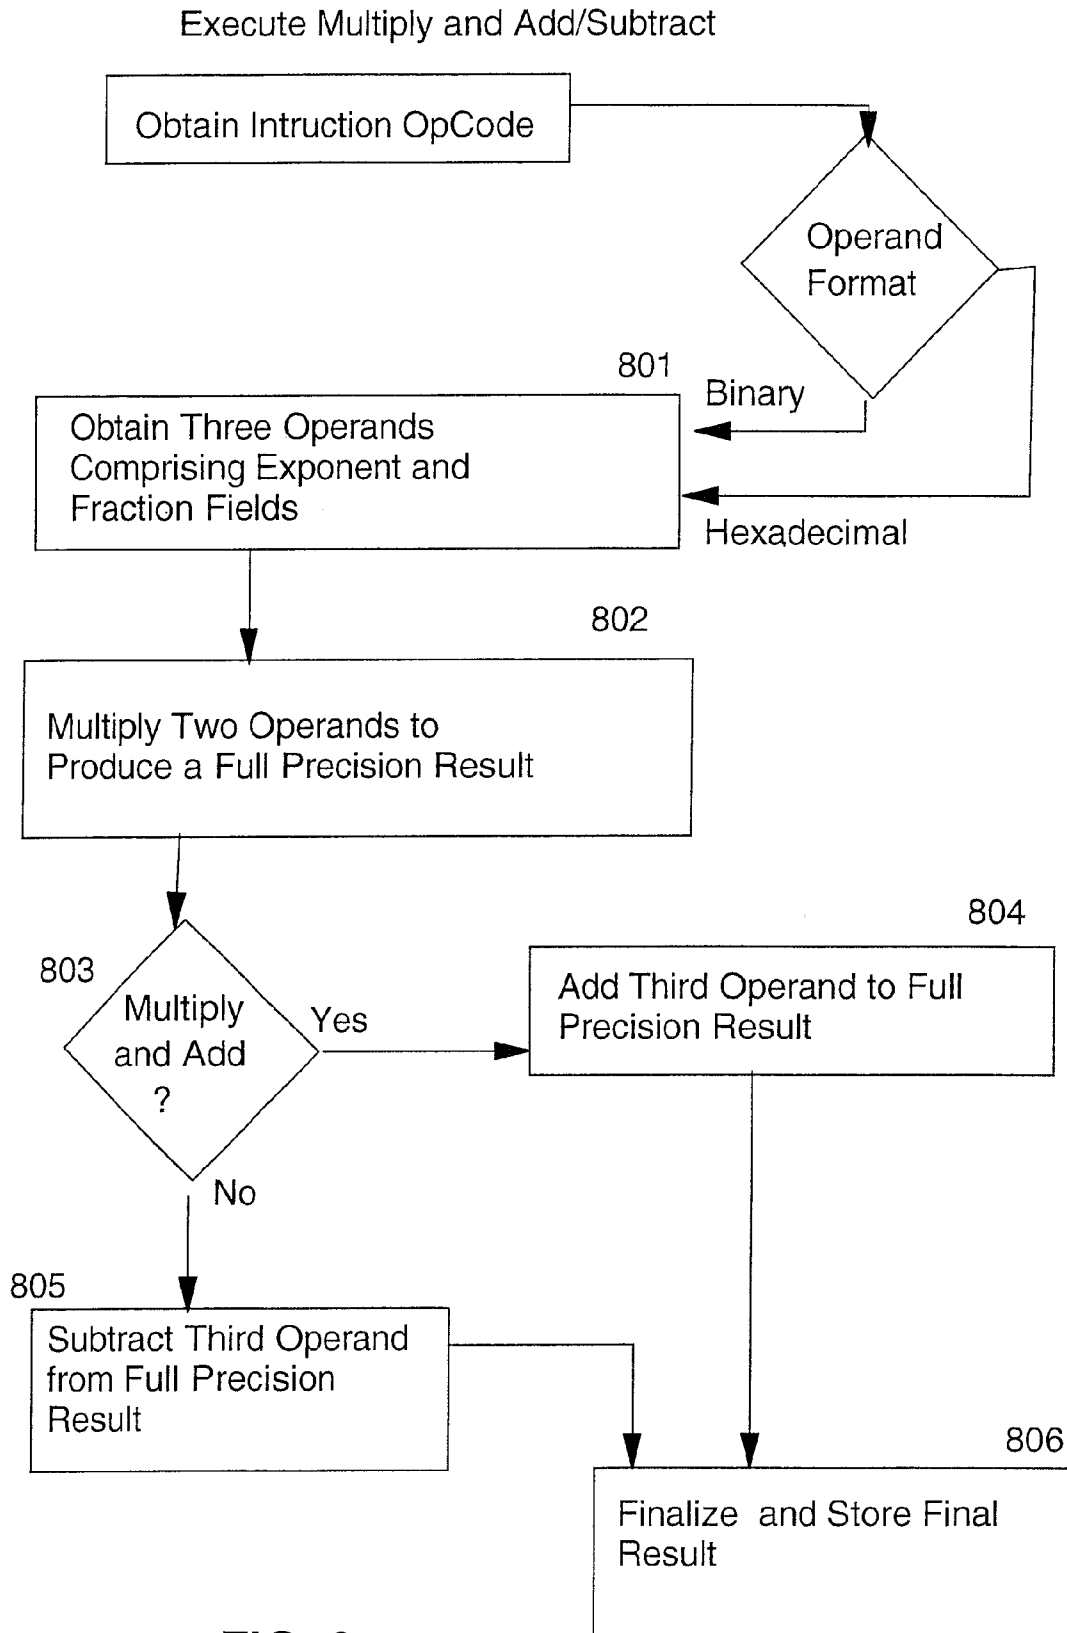 Execute Multiply and Add/Subtract
Obtain Intruction OpCode
Operand
Format
801
Binary
Obtain Three Operands
Comprising Exponent and
Fraction Fields
Hexadecimal
802
Multiply Two Operands to
Produce a Full Precision Result
803
Multiply
and Add
?
Yes
804
Add Third Operand to Full
Precision Result
No
805
Subtract Third Operand
from Full Precision
Result
806
Finalize and Store Final
Result